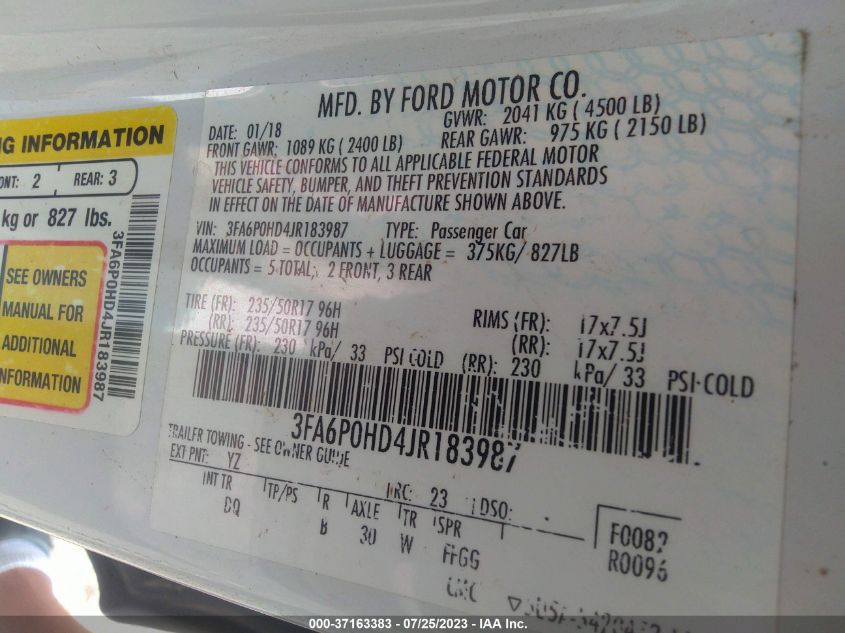 MFD. BY FORD MOTOR CO.
DATE: 01/18
GVWR: 2041 KG ( 4500 LB)
FRONT GAWR: 1089 KG ( 2400 LB)
REAR GAWR: 975 KG ( 2150 LB)
THIS VEHICLE CONFORMS TO ALL APPLICABLE FEDERAL MOTOR
VEHICLE SAFETY, BUMPER, AND THEFT PREVENTION STANDARDS
IN EFFECT ON THE DATE OF MANUFACTURE SHOWN ABOVE.
VIN: 3FA6P0HD4JR183987 TYPE: Passenger Car
MAXIMUM LOAD = OCCUPANTS + LUGGAGE = 375KG/ 827LB
OCCUPANTS = 5 TOTAL; 2 FRONT, 3 REAR
TIRE (FR): 235/50R17 96H RIMS (FR): 17x7.5J
(RR): 235/50R17 96H (RR): 17x7.5J
PRESSURE (FR): 230 kPa/ 33 PSI COLD (RR): 230 kPa/ 33 PSI-COLD
3FA6P0HD4JR183987
TRAILER TOWING - SEE OWNER GUIDE
EXT PNT: YZ RC: 23 DSO:
INT TR TP/PS R AXLE TR SPR
DQ B 30 W FFGG
F0082
R0096
NG INFORMATION
ONT: 2 REAR: 3
kg or 827 lbs.
SEE OWNERS
MANUAL FOR
ADDITIONAL
INFORMATION
3FA6P0HD4JR183987
000-37163383 - 07/25/2023 - IAA Inc.